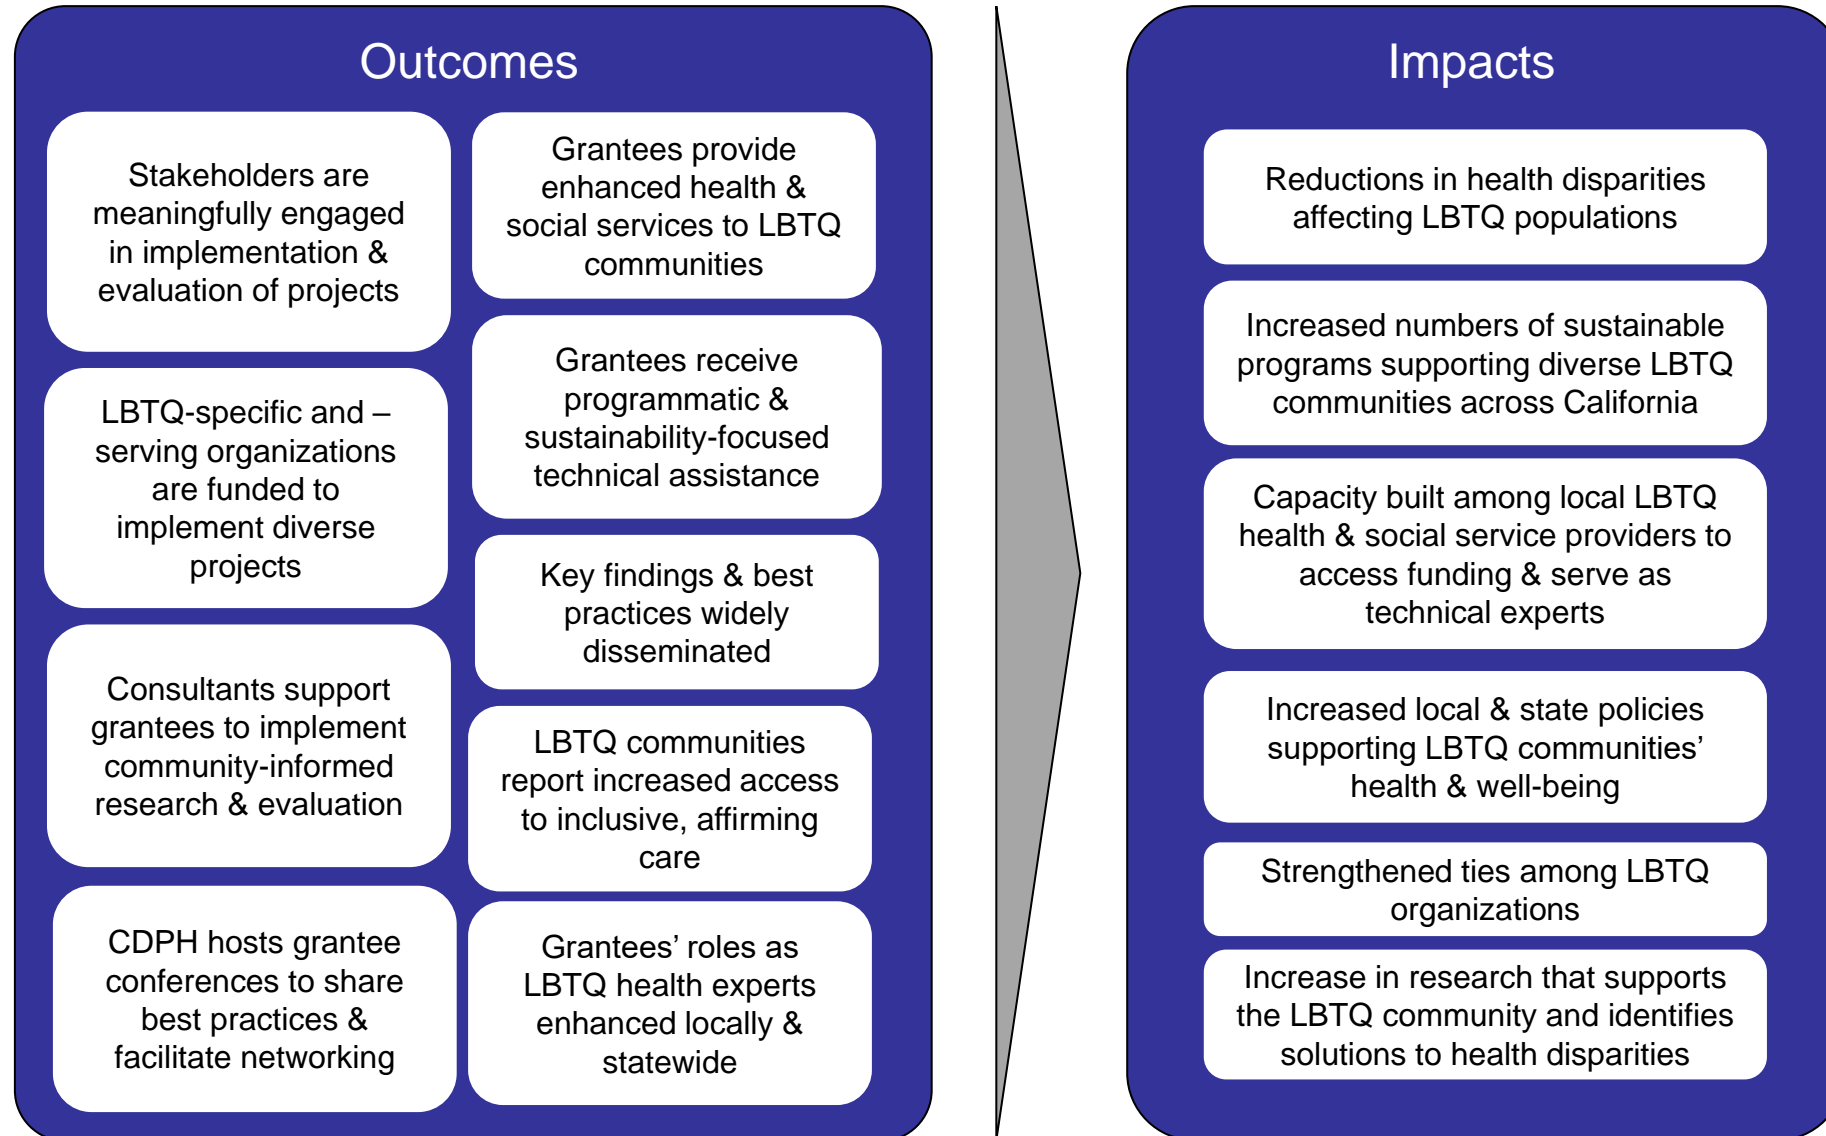 Outcomes
Stakeholders are
meaningfully engaged
in implementation &
evaluation of projects
LBTQ-specific and –
serving organizations
are funded to
implement diverse
projects
Consultants support
grantees to implement
community-informed
research & evaluation
CDPH hosts grantee
conferences to share
best practices &
facilitate networking
Grantees provide
enhanced health &
social services to LBTQ
communities
Grantees receive
programmatic &
sustainability-focused
technical assistance
Key findings & best
practices widely
disseminated
LBTQ communities
report increased access
to inclusive, affirming
care
Grantees’ roles as
LBTQ health experts
enhanced locally &
statewide
Impacts
Reductions in health disparities
affecting LBTQ populations
Increased numbers of sustainable
programs supporting diverse LBTQ
communities across California
Capacity built among local LBTQ
health & social service providers to
access funding & serve as
technical experts
Increased local & state policies
supporting LBTQ communities’
health & well-being
Strengthened ties among LBTQ
organizations
Increase in research that supports
the LBTQ community and identifies
solutions to health disparities